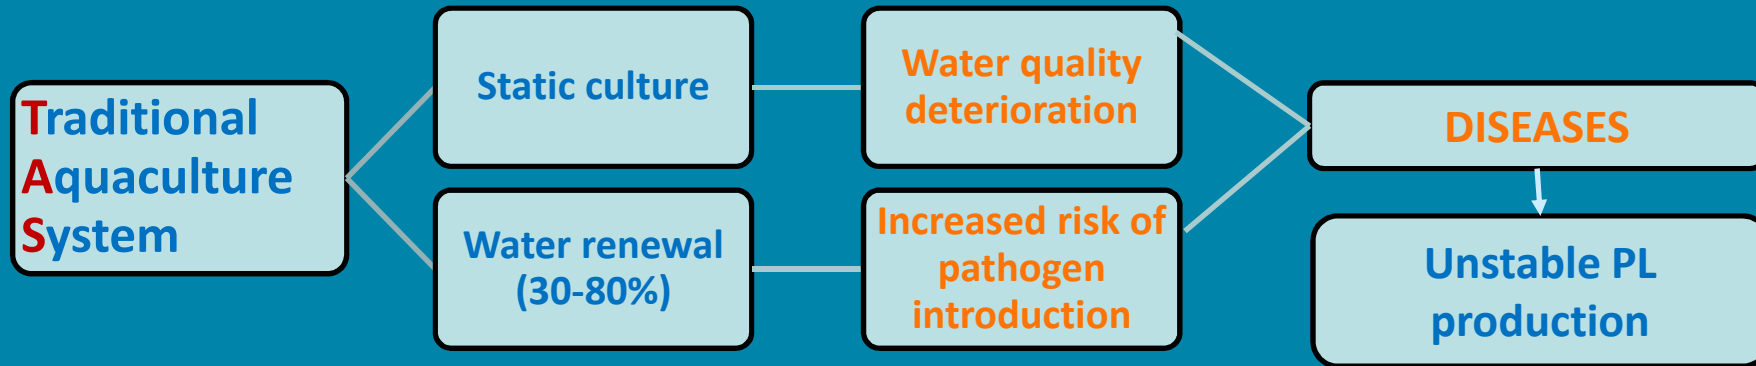 Traditional
Aquaculture
System
Static culture
Water renewal
(30-80%)
Water quality
deterioration
Increased risk of
pathogen
introduction
DISEASES
Unstable PL
production